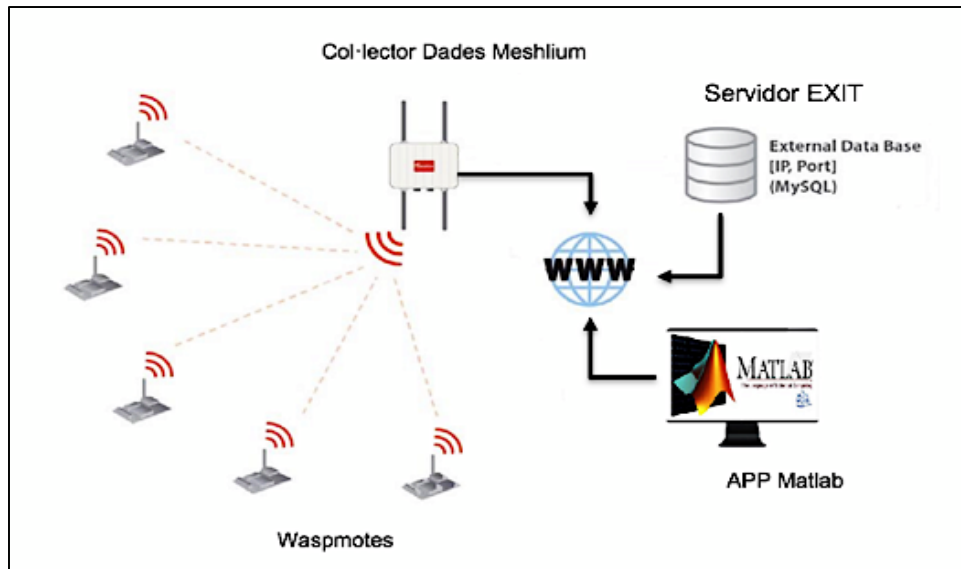 Col·lector Dades Meshlium
Servidor EXIT
External Data Base
[IP, Port]
(MySQL)
WWW
MATLAB
APP Matlab
Waspmotes